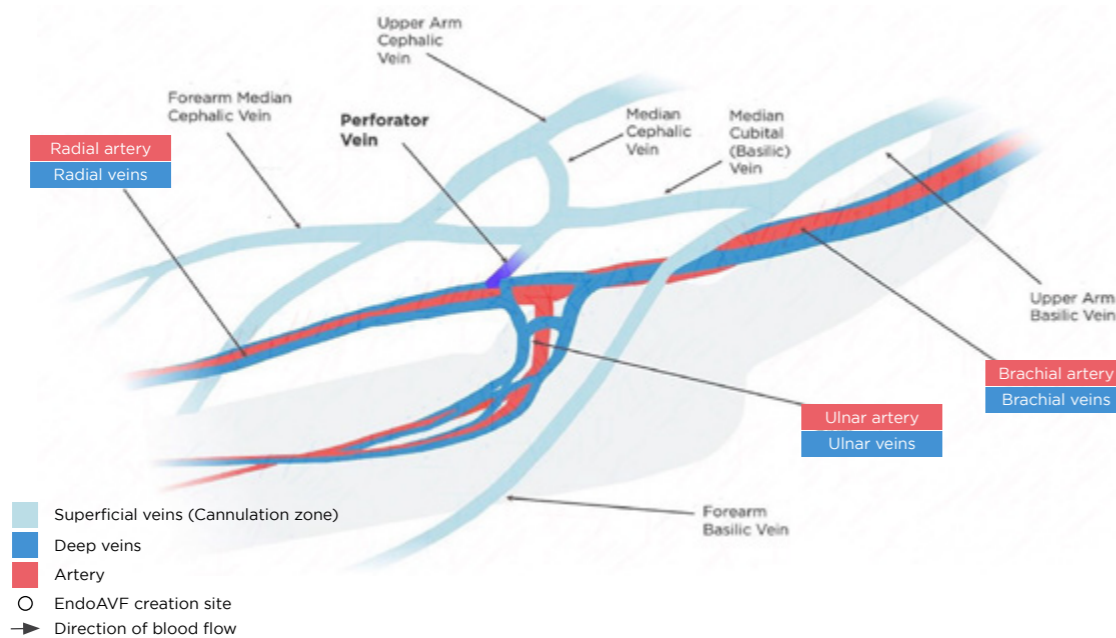 Upper Arm
Cephalic
Vein
Forearm Median
Cephalic Vein
Perforator
Vein
Median
Cephalic
Vein
Median
Cubital
(Basilic)
Vein
Radial artery
Radial veins
Upper Arm
Basilic Vein
Brachial artery
Brachial veins
Ulnar artery
Ulnar veins
Forearm
Basilic Vein
Superficial veins (Cannulation zone)
Deep veins
Artery
EndoAVF creation site
Direction of blood flow